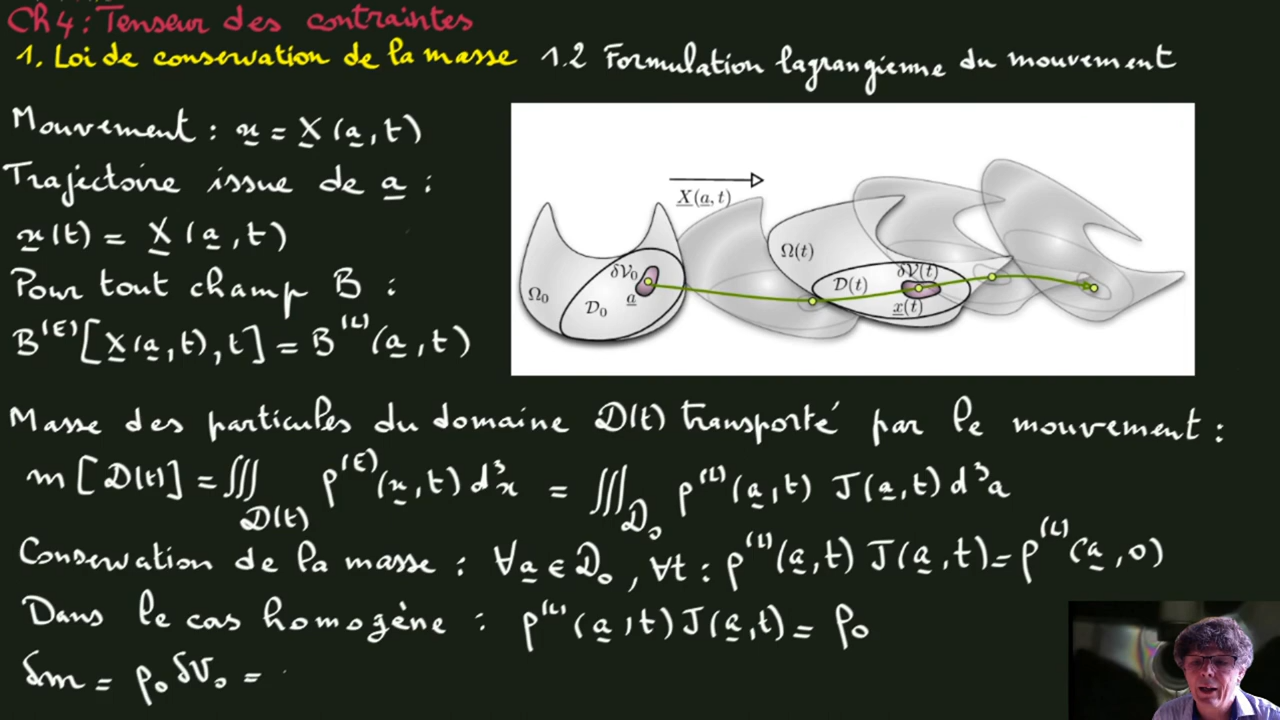 Ch 4 : Tenseur des contraintes
1. Loi de conservation de la masse 1.2 Formulation lagrangienne du mouvement
Mouvement : x = X(a, t)
Trajectoire issue de a :
x(t) = X(a, t)
Pour tout champ B :
B⁽ᴱ⁾[X(a, t), t] = B⁽ᴸ⁾(a, t)
X(a, t)
Ω₀
δV₀
a
D₀
Ω(t)
D(t)
δV(t)
x(t)
Masse des particules du domaine D(t) transporté par le mouvement :
m[D(t)] = ∭_D(t) ρ⁽ᴱ⁾(x, t) d³x = ∭_D₀ ρ⁽ᴸ⁾(a, t) J(a, t) d³a
Conservation de la masse : ∀a ∈ D₀, ∀t : ρ⁽ᴸ⁾(a, t) J(a, t) = ρ⁽ᴸ⁾(a, 0)
Dans le cas homogène : ρ⁽ᴸ⁾(a, t) J(a, t) = ρ₀
δm = ρ₀ δV₀ =